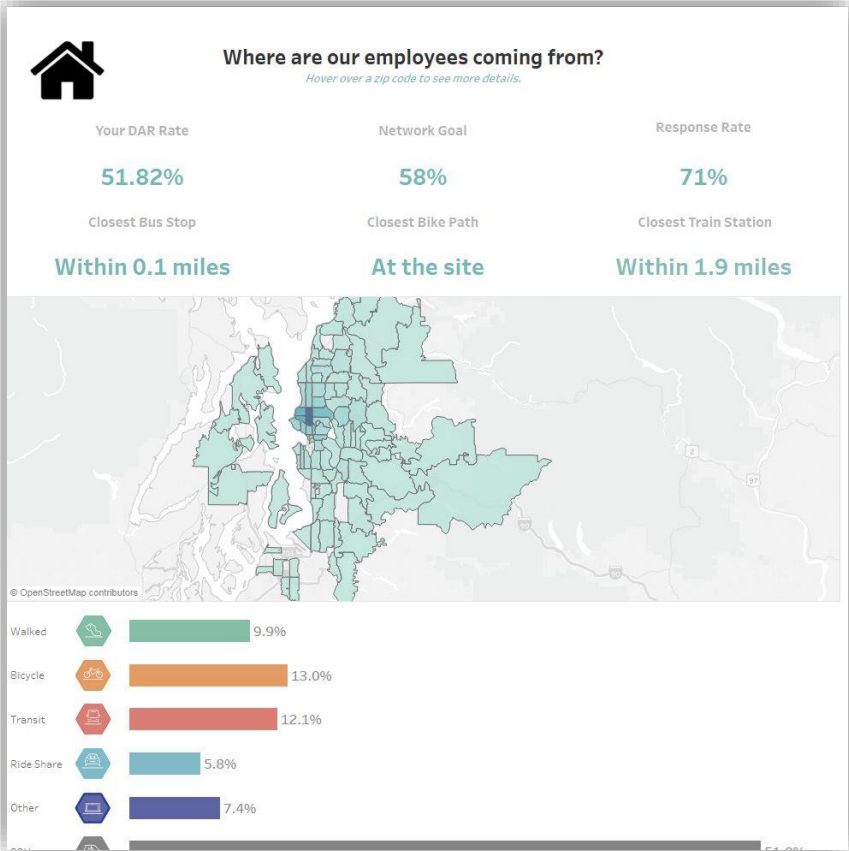 Where are our employees coming from?
Hover over a zip code to see more details.
Your DAR Rate
Network Goal
Response Rate
51.82%
58%
71%
Closest Bus Stop
Closest Bike Path
Closest Train Station
Within 0.1 miles
At the site
Within 1.9 miles
2
97
© OpenStreetMap contributors
Walked 9.9%
Bicycle 13.0%
Transit 12.1%
Ride Share 5.8%
Other 7.4%